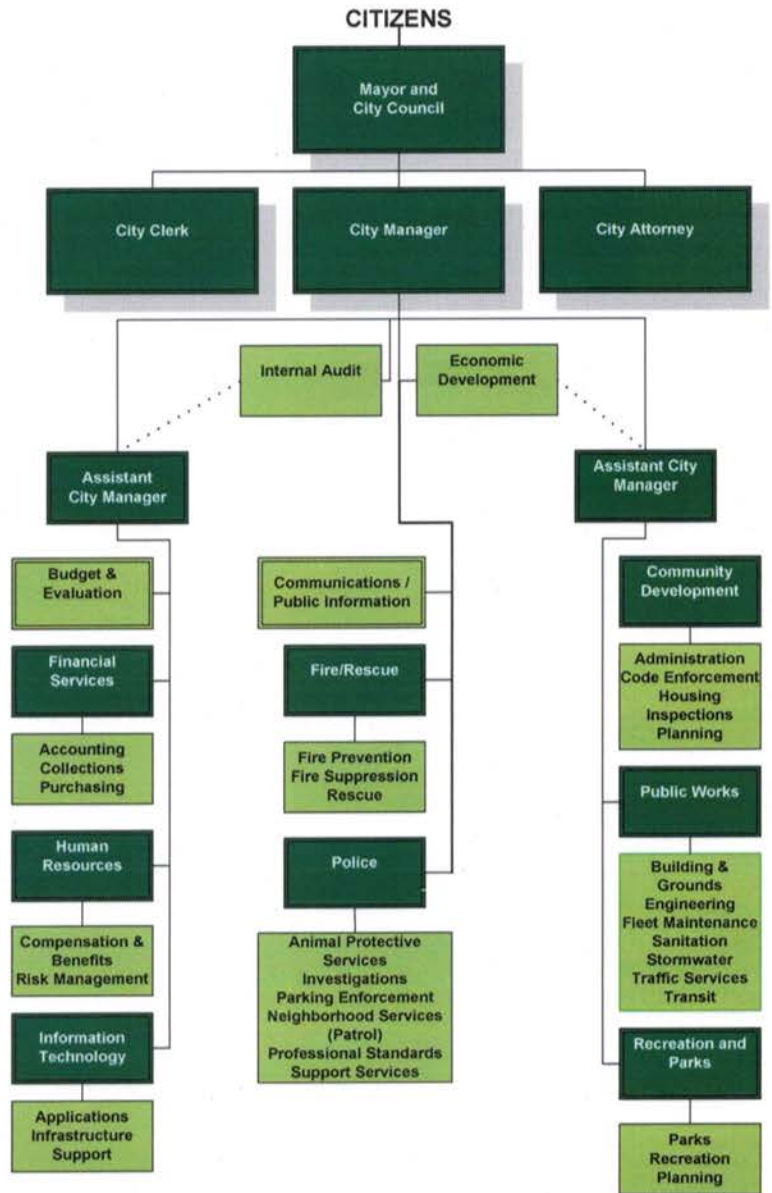 CITIZENS
Mayor and
City Council
City Clerk
City Manager
City Attorney
Internal Audit
Economic
Development
Assistant
City Manager
Assistant City
Manager
Budget &
Evaluation
Financial
Services
Accounting
Collections
Purchasing
Human
Resources
Compensation &
Benefits
Risk Management
Information
Technology
Applications
Infrastructure
Support
Communications /
Public Information
Fire/Rescue
Fire Prevention
Fire Suppression
Rescue
Police
Animal Protective
Services
Investigations
Parking Enforcement
Neighborhood Services
(Patrol)
Professional Standards
Support Services
Community
Development
Administration
Code Enforcement
Housing
Inspections
Planning
Public Works
Building &
Grounds
Engineering
Fleet Maintenance
Sanitation
Stormwater
Traffic Services
Transit
Recreation and
Parks
Parks
Recreation
Planning